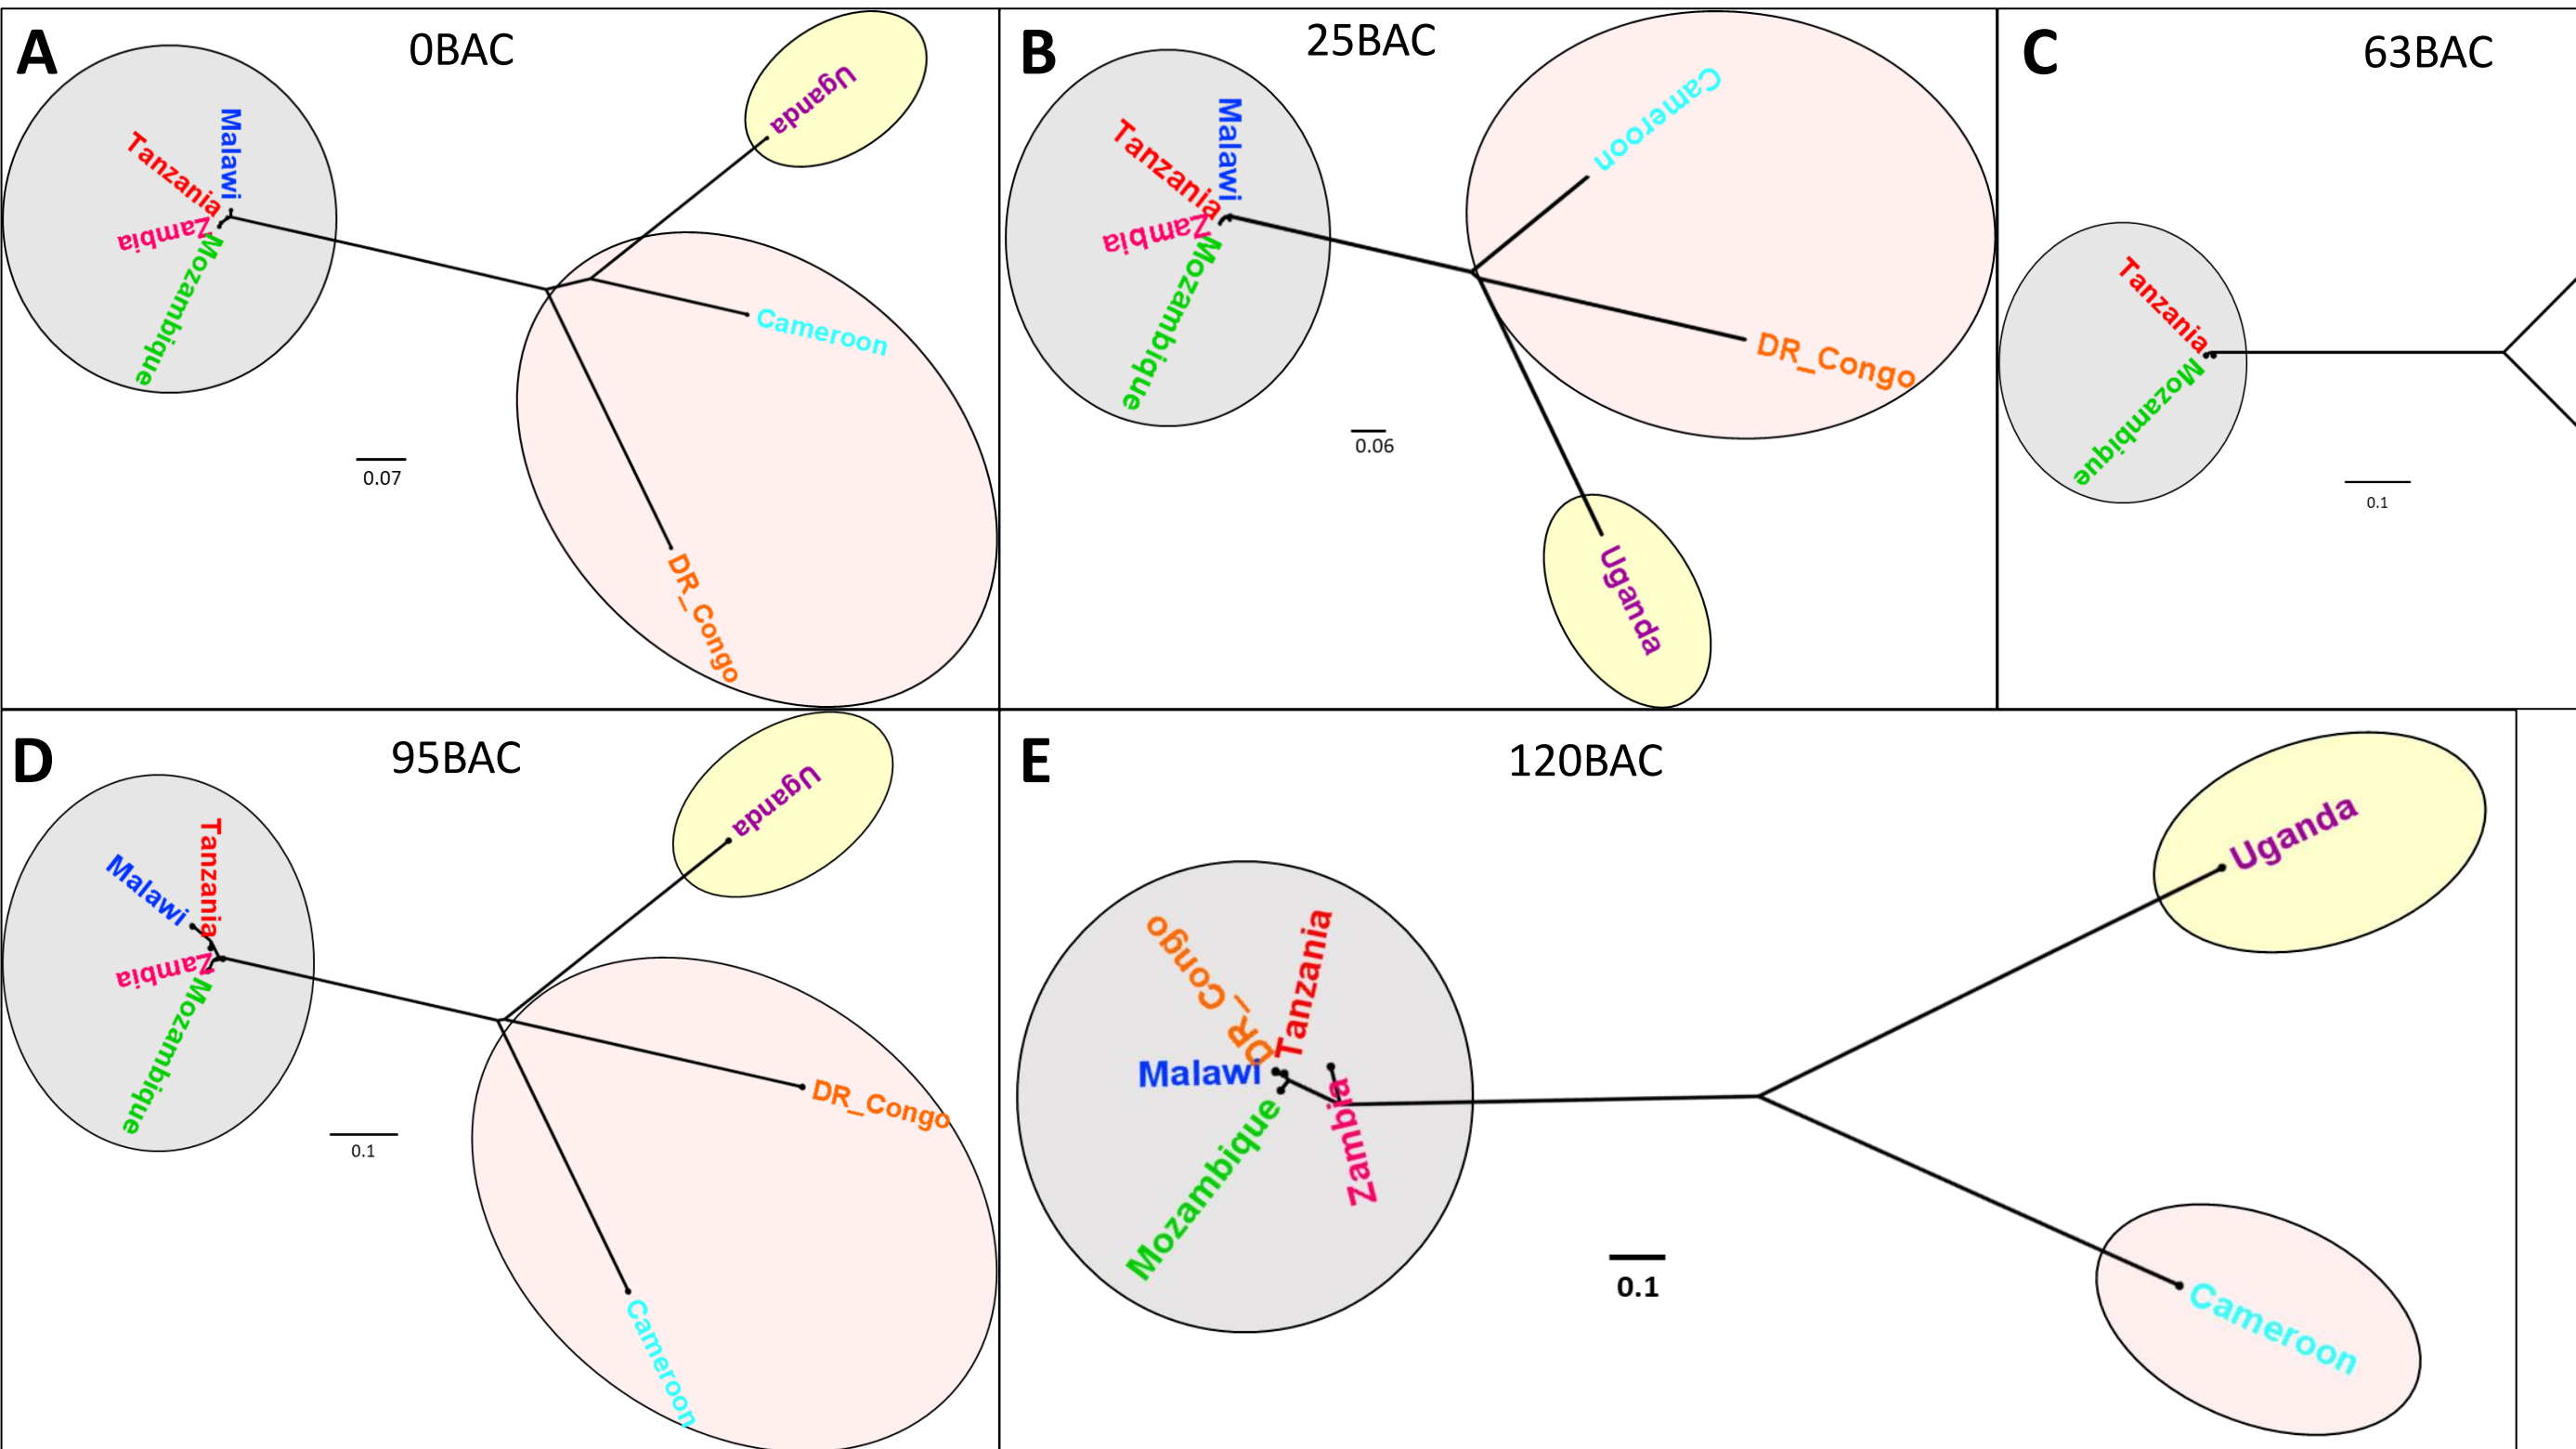 A
0BAC
Uganda
Malawi
Tanzania
Zambia
Mozambique
Cameroon
DR_Congo
0.07
B
25BAC
Cameroon
Malawi
Tanzania
Zambia
Mozambique
DR_Congo
0.06
Uganda
C
63BAC
Tanzania
Mozambique
0.1
D
95BAC
Uganda
Tanzania
Malawi
Zambia
Mozambique
DR_Congo
0.1
Cameroon
E
120BAC
Uganda
DR_Congo
Tanzania
Malawi
Zambia
Mozambique
0.1
Cameroon